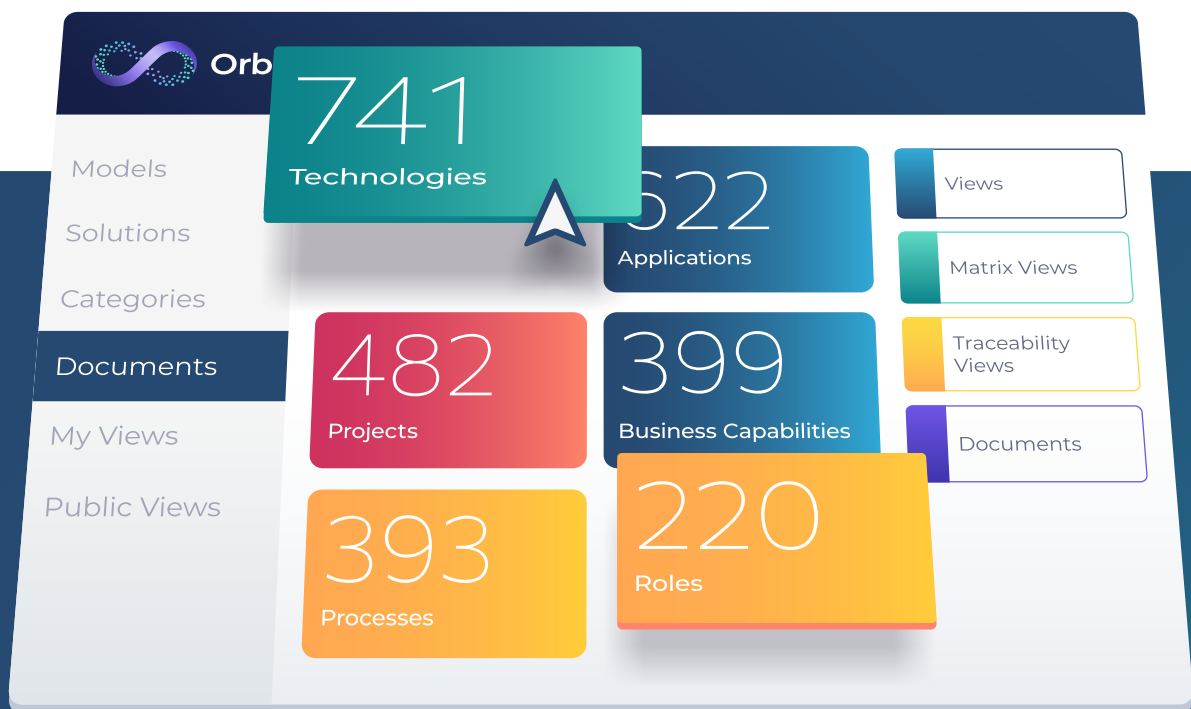 Orb
741
Technologies
622
Applications
Models
Solutions
Categories
Documents
My Views
Public Views
482
Projects
399
Business Capabilities
393
Processes
220
Roles
Views
Matrix Views
Traceability
Views
Documents